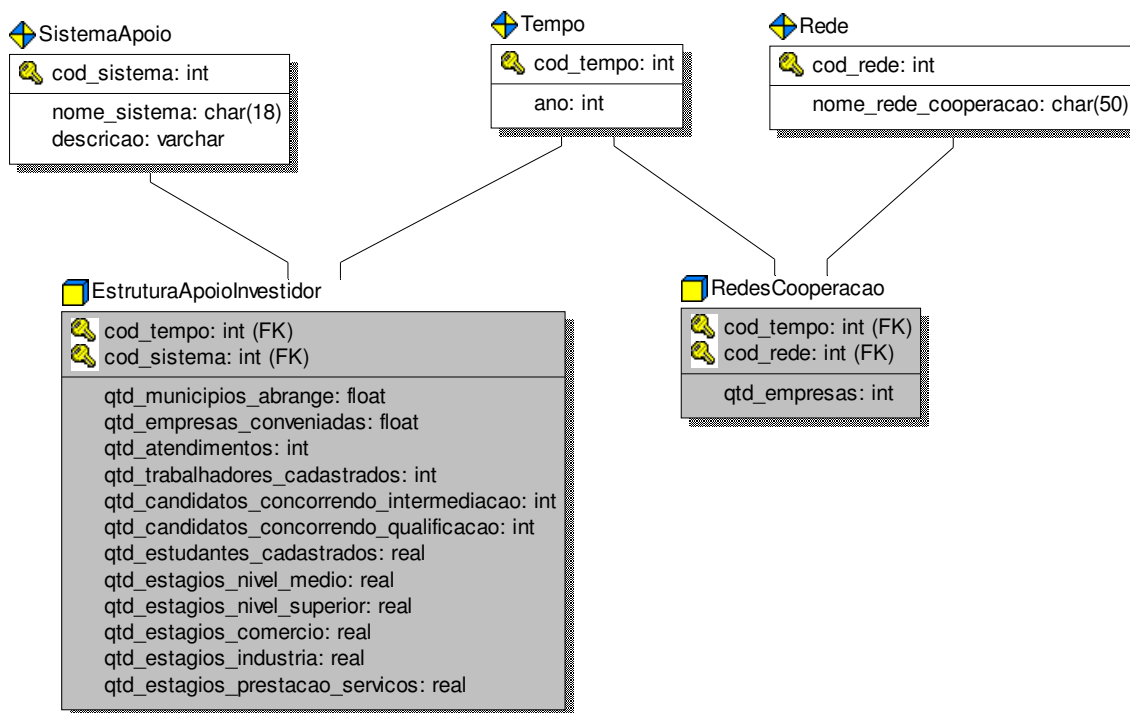 SistemaApoio
cod_sistema: int
nome_sistema: char(18)
descricao: varchar
Tempo
cod_tempo: int
ano: int
Rede
cod_rede: int
nome_rede_cooperacao: char(50)
EstruturaApoioInvestidor
cod_tempo: int (FK)
cod_sistema: int (FK)
qtd_municipios_abrange: float
qtd_empresas_conveniadas: float
qtd_atendimentos: int
qtd_trabalhadores_cadastrados: int
qtd_candidatos_concorrendo_intermediacao: int
qtd_candidatos_concorrendo_qualificacao: int
qtd_estudantes_cadastrados: real
qtd_estagios_nivel_medio: real
qtd_estagios_nivel_superior: real
qtd_estagios_comercio: real
qtd_estagios_industria: real
qtd_estagios_prestacao_servicos: real
RedesCooperacao
cod_tempo: int (FK)
cod_rede: int (FK)
qtd_empresas: int